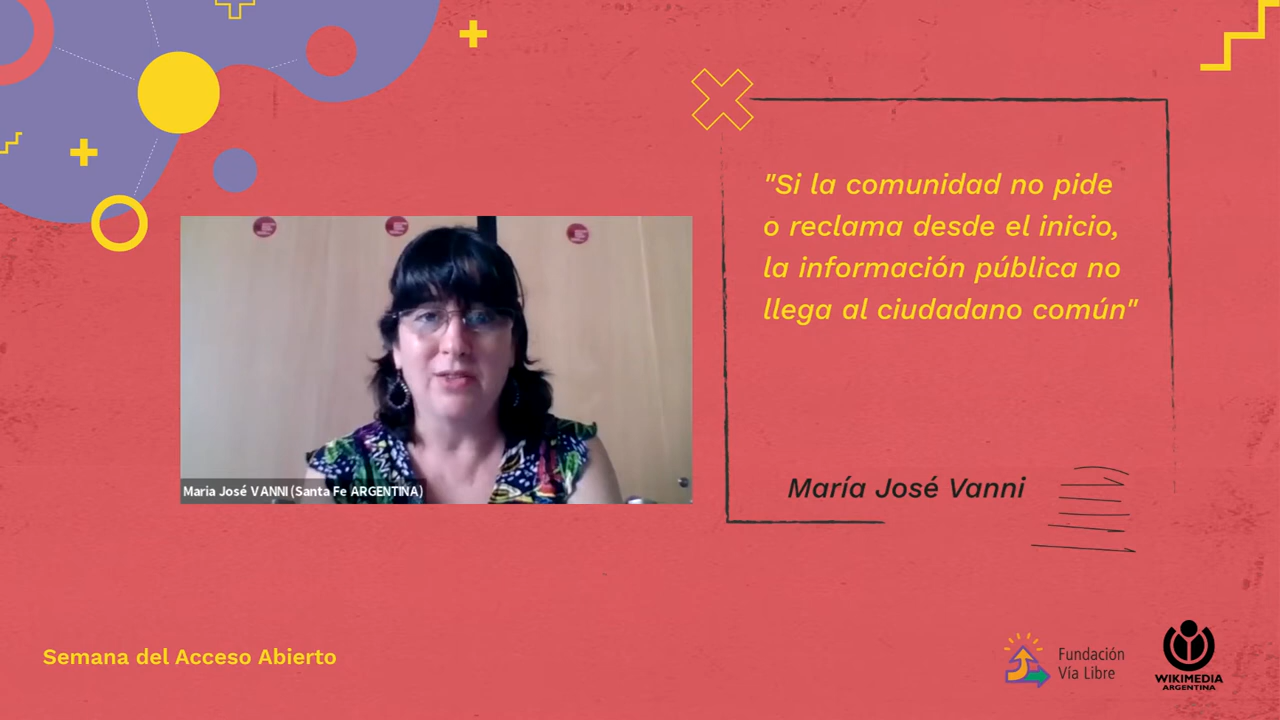 "Si la comunidad no pide
o reclama desde el inicio,
la información pública no
llega al ciudadano común"
María José Vanni
Maria José VANNI (Santa Fe ARGENTINA)
Semana del Acceso Abierto
Fundación
Vía Libre
WIKIMEDIA
ARGENTINA